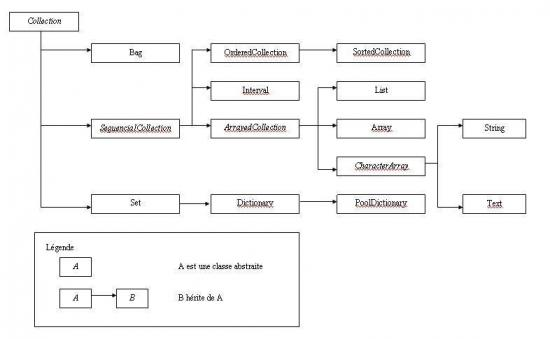 Collection
Bag
OrderedCollection
SortedCollection
Interval
List
SequencialCollection
ArrayedCollection
Array
String
CharacterArray
Set
Dictionary
PoolDictionary
Text
Légende
A
A est une classe abstraite
A
B
B hérite de A